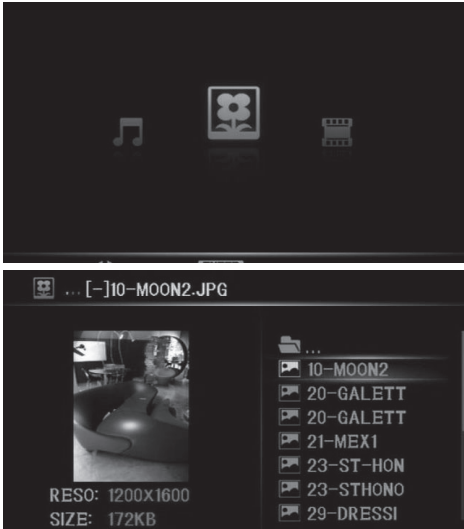 ...[-]10-MOON2.JPG
...
10-MOON2
20-GALETT
20-GALETT
21-MEX1
23-ST-HON
23-STHONO
29-DRESSI
RESO: 1200X1600
SIZE: 172KB